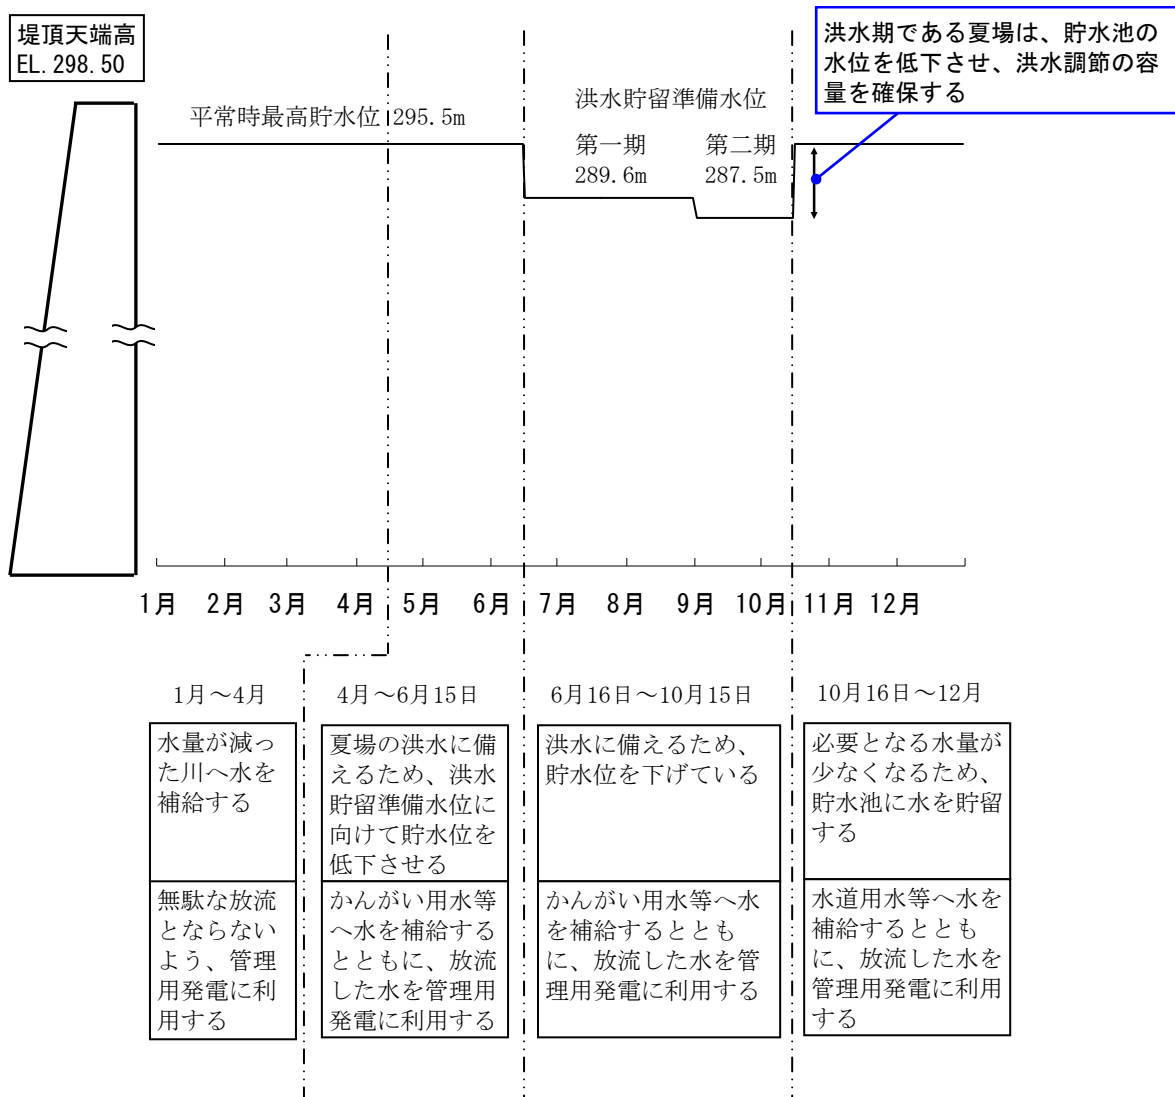 堤頂天端高
EL.298.50
洪水期である夏場は、貯水池の
水位を低下させ、洪水調節の容
量を確保する
平常時最高貯水位 295.5m
洪水貯留準備水位
第一期
289.6m
第二期
287.5m
1月 2月 3月 4月 5月 6月 7月 8月 9月 10月 11月 12月
1月～4月
水量が減っ
た川へ水を
補給する
無駄な放流
とならない
よう、管理
用発電に利
用する
4月～6月15日
夏場の洪水に備
えるため、洪水
貯留準備水位に
向けて貯水位を
低下させる
かんがい用水等
へ水を補給する
とともに、放流
した水を管理用
発電に利用する
6月16日～10月15日
洪水に備えるため、
貯水位を下げている
かんがい用水等へ水
を補給するととも
に、放流した水を管
理用発電に利用する
10月16日～12月
必要となる水量が
少なくなるため、
貯水池に水を貯留
する
水道用水等へ水を
補給するととも
に、放流した水を
管理用発電に利用
する